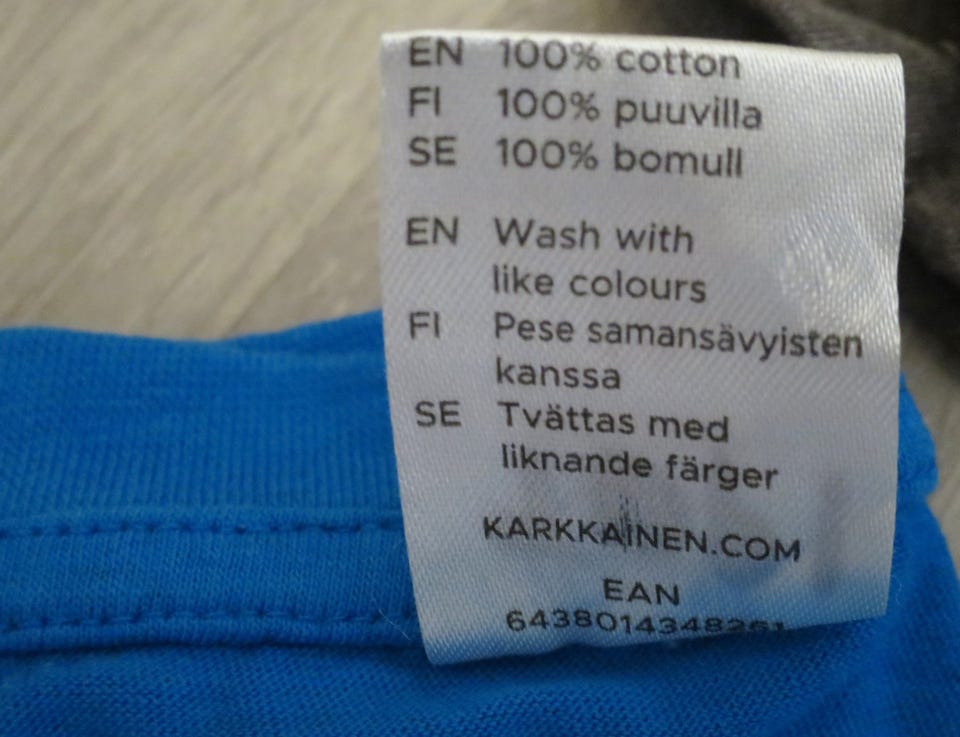 EN 100% cotton
FI 100% puuvilla
SE 100% bomull
EN Wash with
like colours
FI Pese samansävyisten
kanssa
SE Tvättas med
liknande färger
KARKKAINEN.COM
EAN
6438014348261